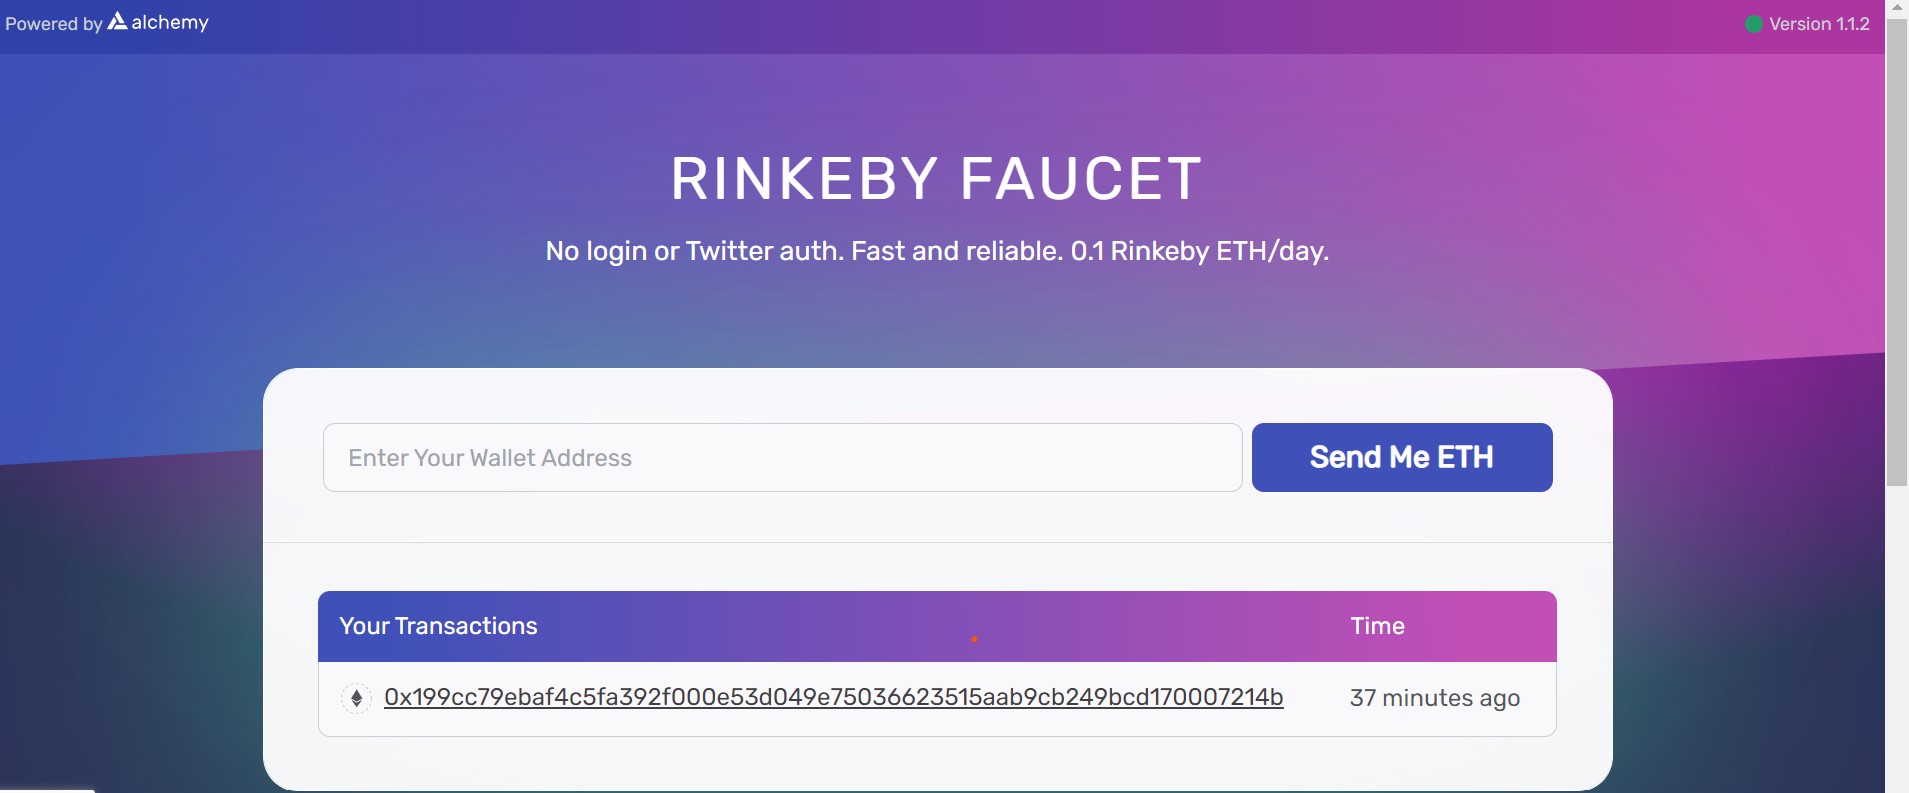 Powered by alchemy
Version 1.1.2
RINKEBY FAUCET
No login or Twitter auth. Fast and reliable. 0.1 Rinkeby ETH/day.
Enter Your Wallet Address
Send Me ETH
Your Transactions
Time
0x199cc79ebaf4c5fa392f000e53d049e75036623515aab9cb249bcd170007214b
37 minutes ago